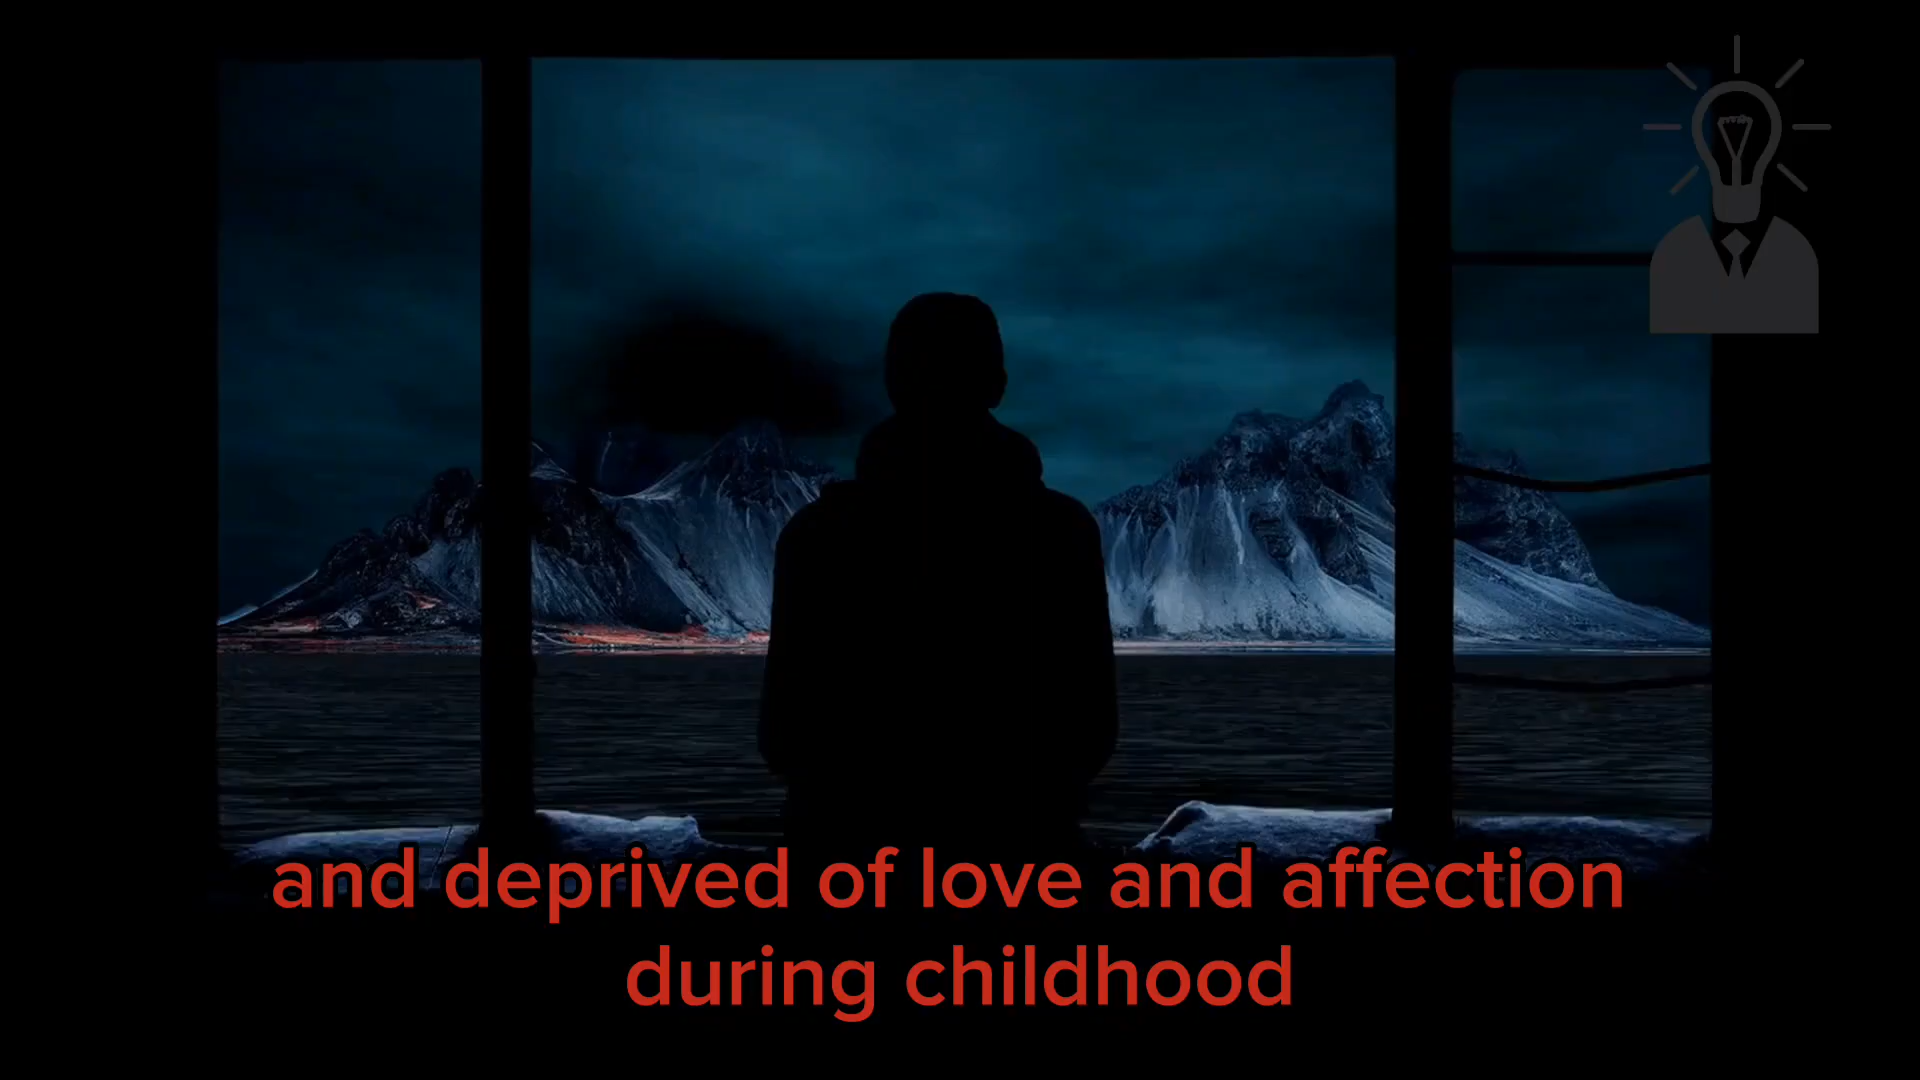 and deprived of love and affection
during childhood